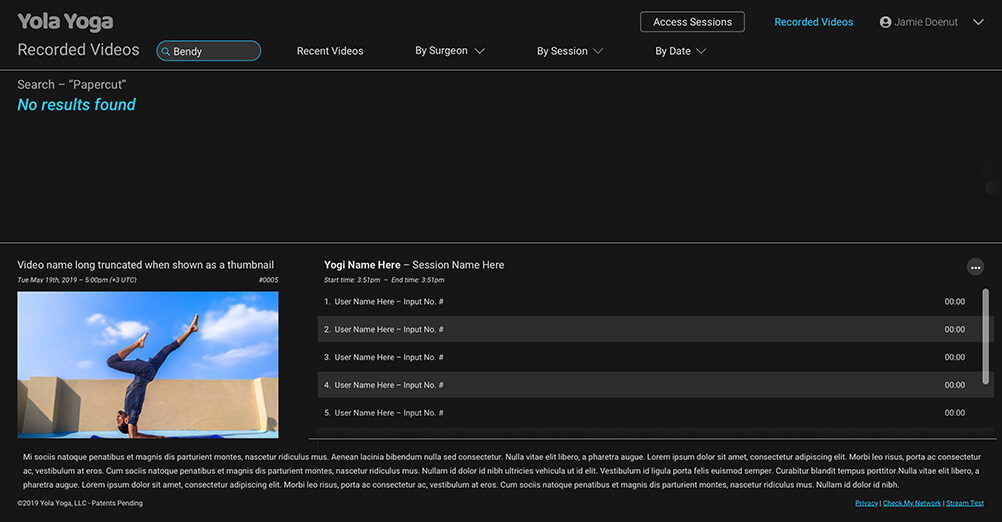 Yola Yoga
Access Sessions Recorded Videos Jamie Doenut
Recorded Videos Bendy Recent Videos By Surgeon By Session By Date
Search – “Papercut”
No results found
Video name long truncated when shown as a thumbnail
Tue May 19th, 2019 – 5:00pm (+3 UTC) #0005
Yogi Name Here – Session Name Here
Start time: 3:51pm – End time: 3:51pm
1. User Name Here – Input No. # 00:00
2. User Name Here – Input No. # 00:00
3. User Name Here – Input No. # 00:00
4. User Name Here – Input No. # 00:00
5. User Name Here – Input No. # 00:00
Mi sociis natoque penatibus et magnis dis parturient montes, nascetur ridiculus mus. Aenean lacinia bibendum nulla sed consectetur. Nulla vitae elit libero, a pharetra augue. Lorem ipsum dolor sit amet, consectetur adipiscing elit. Morbi leo risus, porta ac consectetur
ac, vestibulum at eros. Cum sociis natoque penatibus et magnis dis parturient montes, nascetur ridiculus mus. Nullam id dolor id nibh ultricies vehicula ut id elit. Vestibulum id ligula porta felis euismod semper. Curabitur blandit tempus porttitor.Nulla vitae elit libero, a
pharetra augue. Lorem ipsum dolor sit amet, consectetur adipiscing elit. Morbi leo risus, porta ac consectetur ac, vestibulum at eros. Cum sociis natoque penatibus et magnis dis parturient montes, nascetur ridiculus mus. Nullam id dolor id nibh.
©2019 Yola Yoga, LLC - Patents Pending Privacy | Check My Network | Stream Test